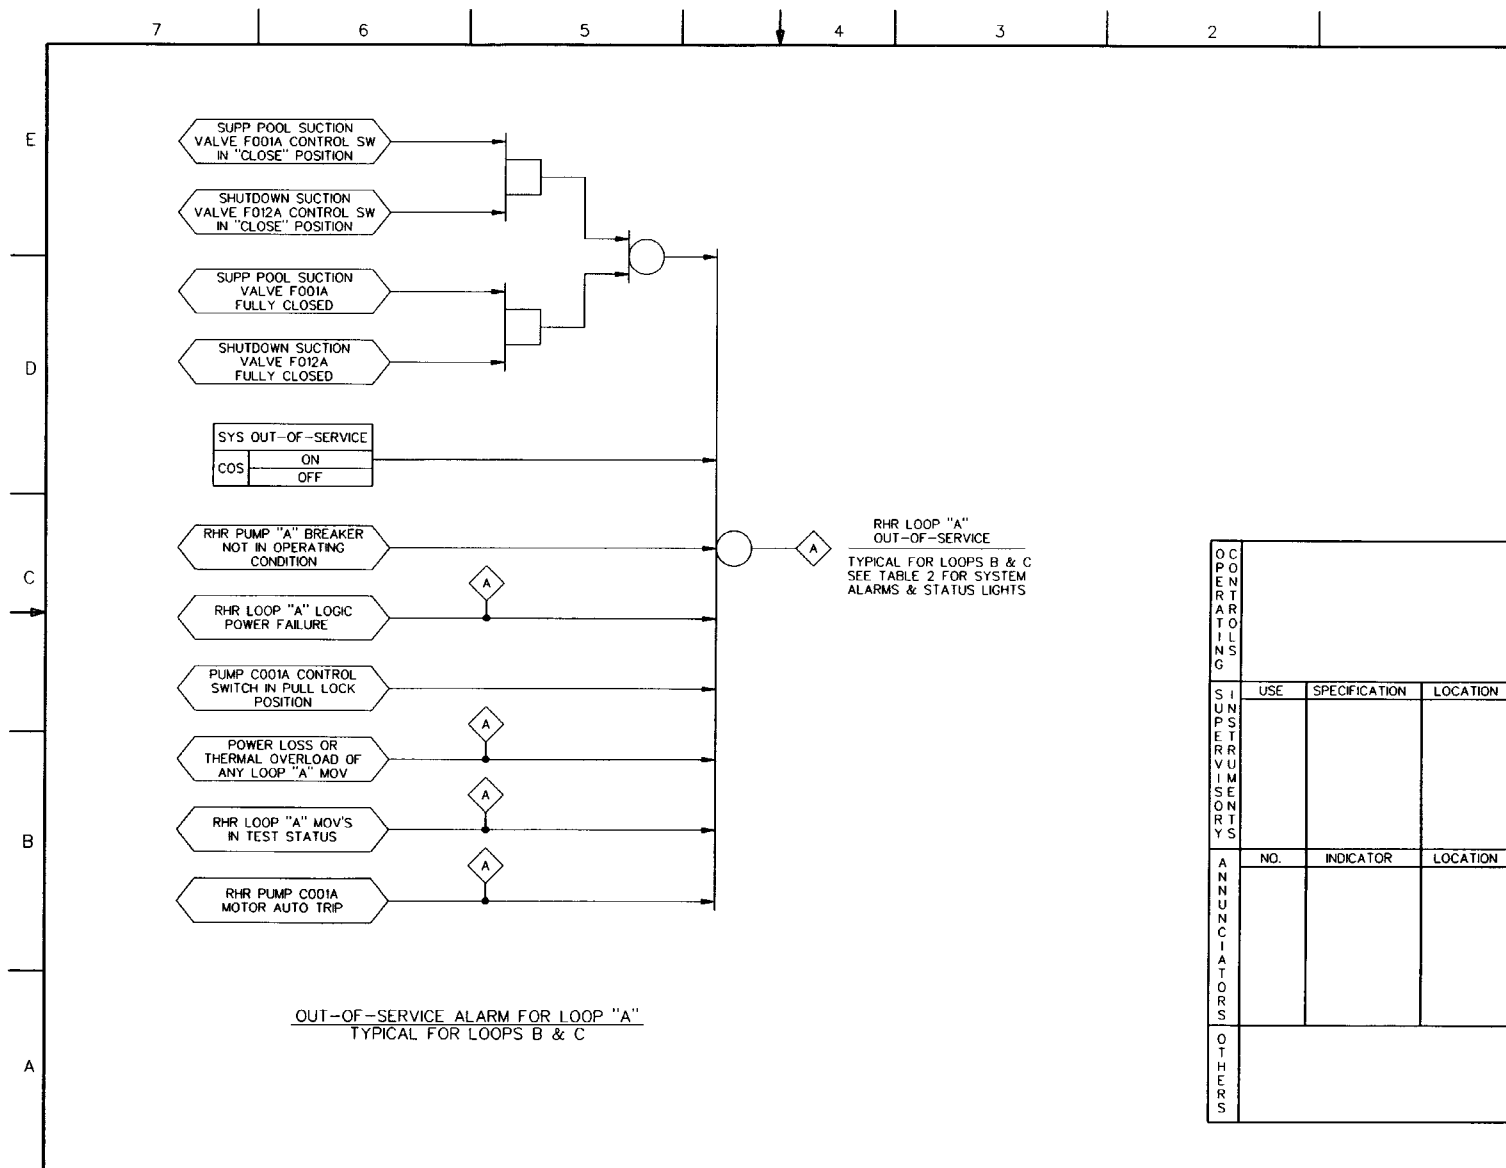 7 6 5 4 3 2
E
SUPP POOL SUCTION
VALVE F001A CONTROL SW
IN "CLOSE" POSITION
SHUTDOWN SUCTION
VALVE F012A CONTROL SW
IN "CLOSE" POSITION
SUPP POOL SUCTION
VALVE F001A
FULLY CLOSED
D
SHUTDOWN SUCTION
VALVE F012A
FULLY CLOSED
SYS OUT-OF-SERVICE
COS
ON
OFF
RHR PUMP "A" BREAKER
NOT IN OPERATING
CONDITION
A
RHR LOOP "A"
OUT-OF-SERVICE
TYPICAL FOR LOOPS B & C
SEE TABLE 2 FOR SYSTEM
ALARMS & STATUS LIGHTS
C
A
RHR LOOP "A" LOGIC
POWER FAILURE
PUMP C001A CONTROL
SWITCH IN PULL LOCK
POSITION
A
POWER LOSS OR
THERMAL OVERLOAD OF
ANY LOOP "A" MOV
A
B
RHR LOOP "A" MOV'S
IN TEST STATUS
A
RHR PUMP C001A
MOTOR AUTO TRIP
OUT-OF-SERVICE ALARM FOR LOOP "A"
TYPICAL FOR LOOPS B & C
A
OPERATING
CONTROLS
SUPERVISORY
INSTRUMENTS
USE SPECIFICATION LOCATION
ANNUNCIATORS
NO. INDICATOR LOCATION
OTHERS